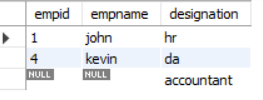 empid empname designation
1 john hr
4 kevin da
NULL NULL accountant